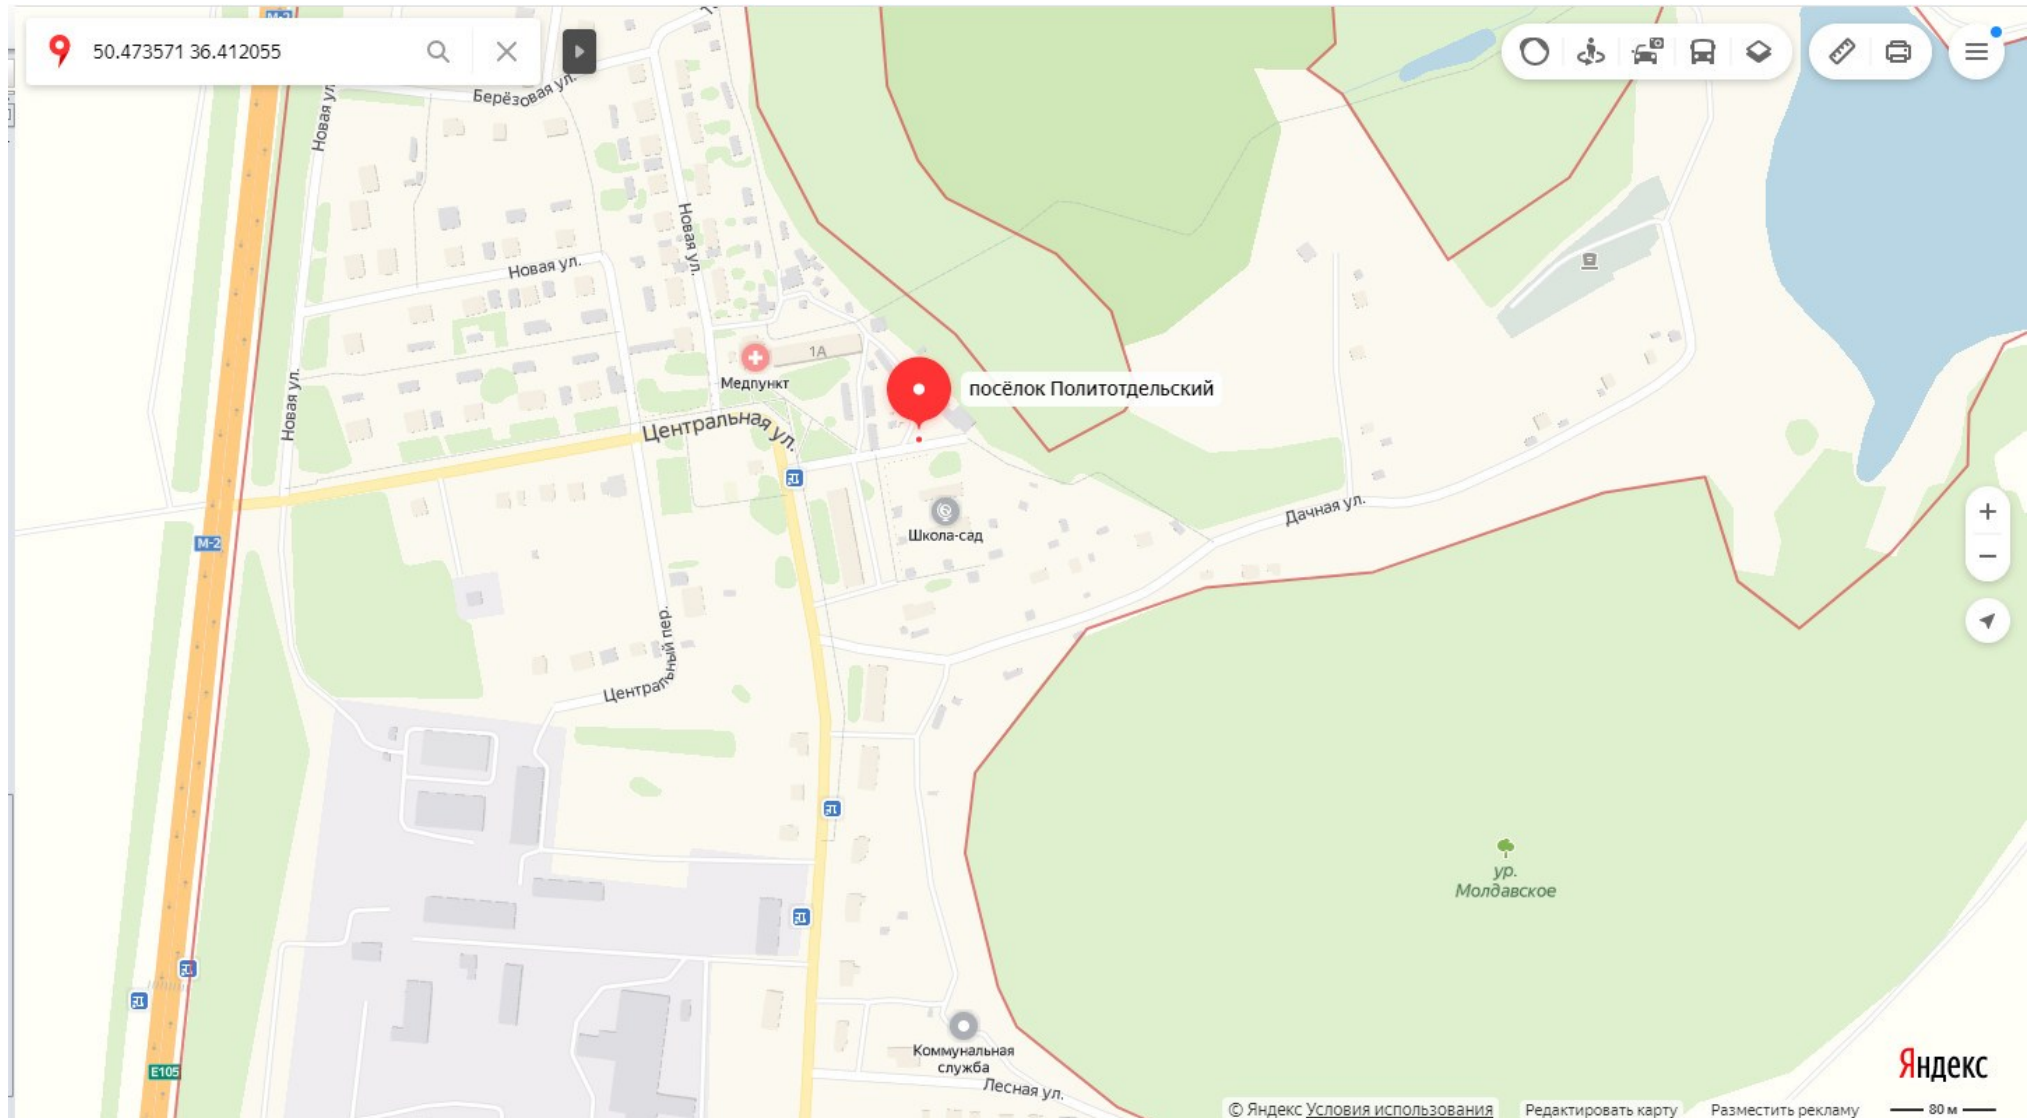 М-2
50.473571 36.412055
Берёзовая ул.
Новая ул.
Новая ул.
Новая ул.
1А
Медпункт
посёлок Политотдельский
Новая ул.
Центральная ул.
Дачная ул.
Школа-сад
М-2
Центральный пер.
ур.
Молдавское
Коммунальная
служба
E105
Лесная ул.
Яндекс
© Яндекс Условия использования Редактировать карту Разместить рекламу 80 м